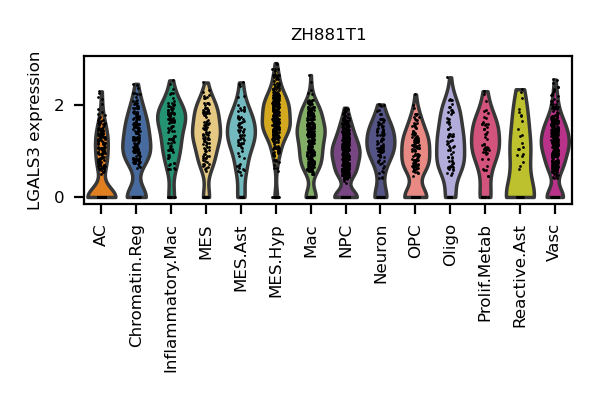 ZH881T1
LGALS3 expression
2
0
AC
Chromatin.Reg
Inflammatory.Mac
MES
MES.Ast
MES.Hyp
Mac
NPC
Neuron
OPC
Oligo
Prolif.Metab
Reactive.Ast
Vasc